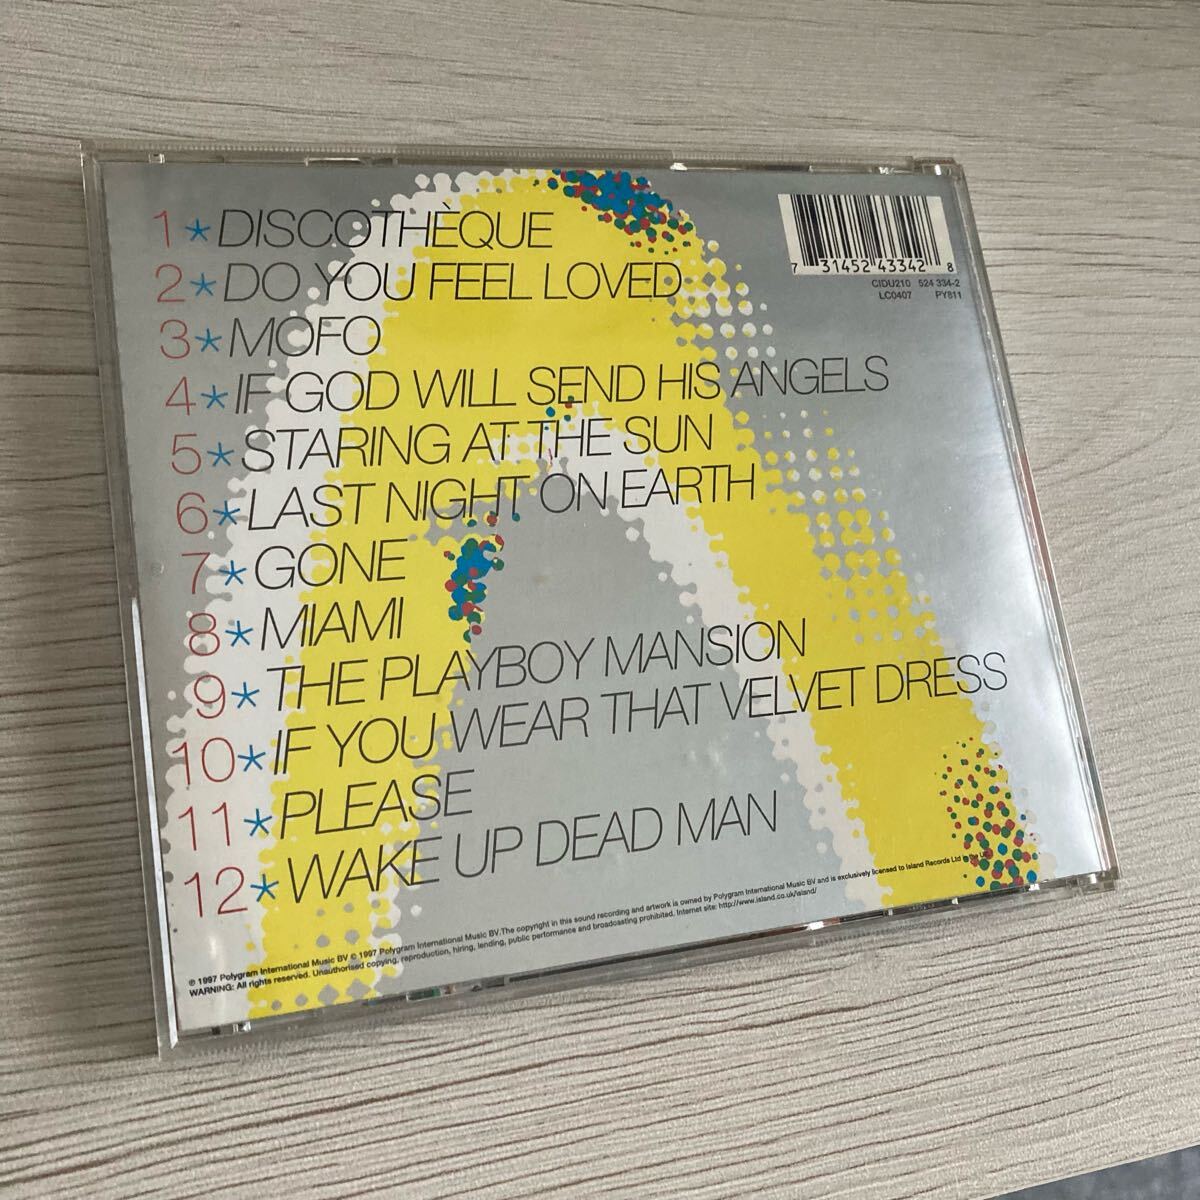 1*DISCOTHÈQUE
2*DO YOU FEEL LOVED
3*MOFO
4*IF GOD WILL SEND HIS ANGELS
5*STARING AT THE SUN
6*LAST NIGHT ON EARTH
7*GONE
8*MIAMI
9*THE PLAYBOY MANSION
10*IF YOU WEAR THAT VELVET DRESS
11*PLEASE
12*WAKE UP DEAD MAN
7 31452 43342 8
CIDU210 524 334-2
LC0407 PY811
℗ 1997 Polygram International Music BV © 1997 Polygram International Music BV. The copyright in this sound recording and artwork is owned by Polygram International Music BV and is exclusively licensed to Island Records Ltd in the UK.
WARNING: All rights reserved. Unauthorised copying, reproduction, hiring, lending, public performance and broadcasting prohibited. Internet site: http://www.island.co.uk/island/